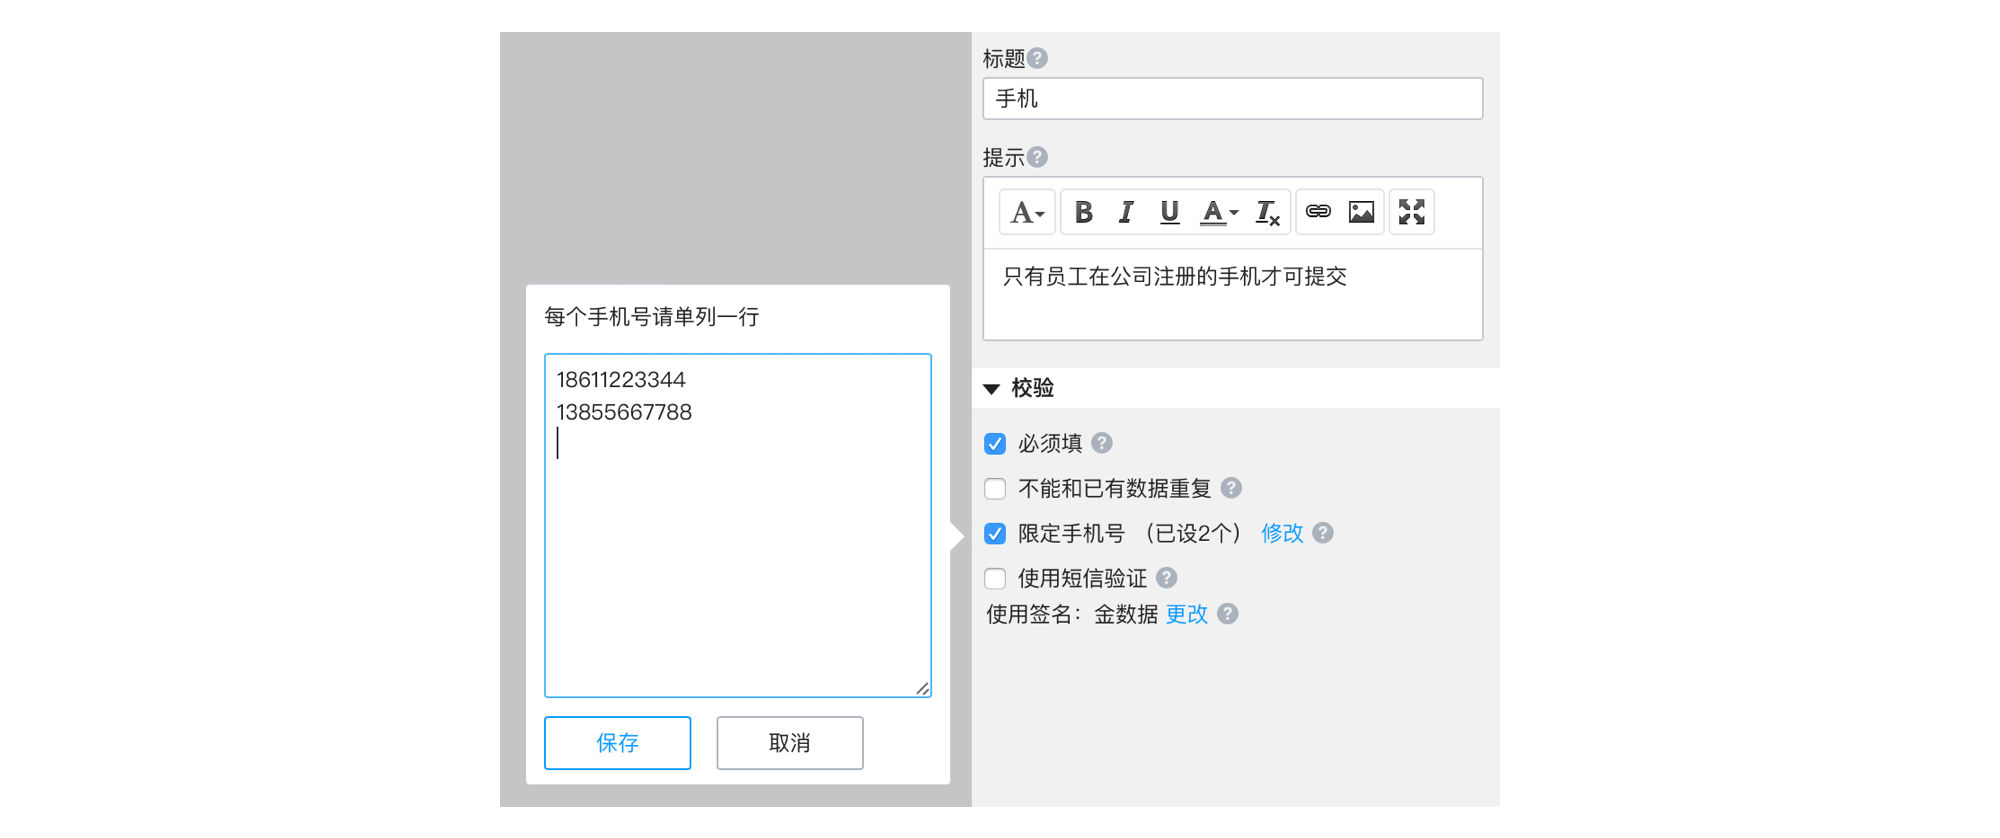 标题
手机
提示
只有员工在公司注册的手机才可提交
每个手机号请单列一行
18611223344
13855667788
保存
取消
校验
必须填
不能和已有数据重复
限定手机号 （已设2个） 修改
使用短信验证
使用签名：金数据 更改